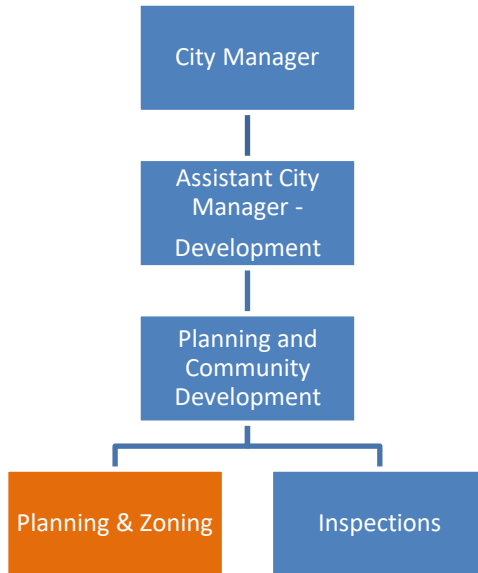 City Manager
Assistant City
Manager -
Development
Planning and
Community
Development
Planning & Zoning
Inspections